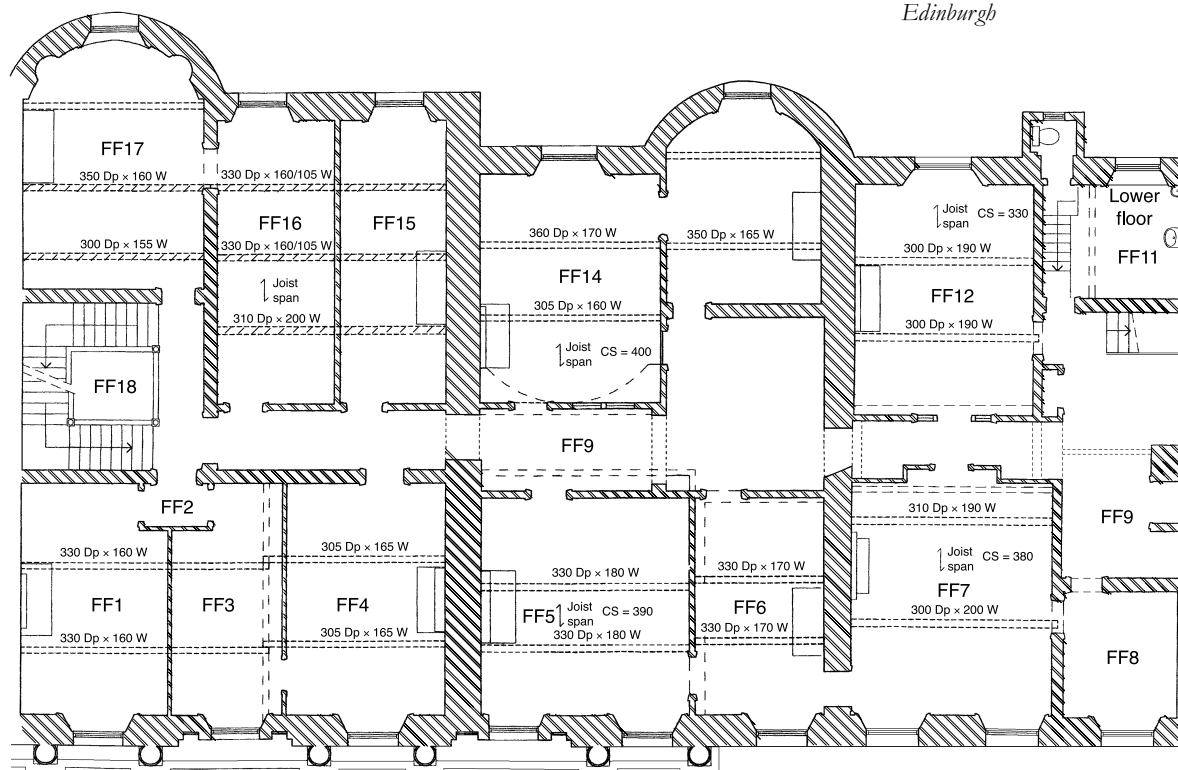 Edinburgh
FF17
350 Dp × 160 W
300 Dp × 155 W
330 Dp × 160/105 W
FF16
330 Dp × 160/105 W
Joist
span
310 Dp × 200 W
FF15
360 Dp × 170 W
FF14
305 Dp × 160 W
Joist
span
CS = 400
350 Dp × 165 W
Joist
span
CS = 330
300 Dp × 190 W
FF12
300 Dp × 190 W
Lower
floor
FF11
FF18
FF9
FF2
330 Dp × 160 W
FF1
330 Dp × 160 W
FF3
305 Dp × 165 W
FF4
305 Dp × 165 W
330 Dp × 180 W
FF5
Joist
span
CS = 390
330 Dp × 180 W
330 Dp × 170 W
FF6
330 Dp × 170 W
310 Dp × 190 W
Joist
span
CS = 380
FF7
300 Dp × 200 W
FF9
FF8